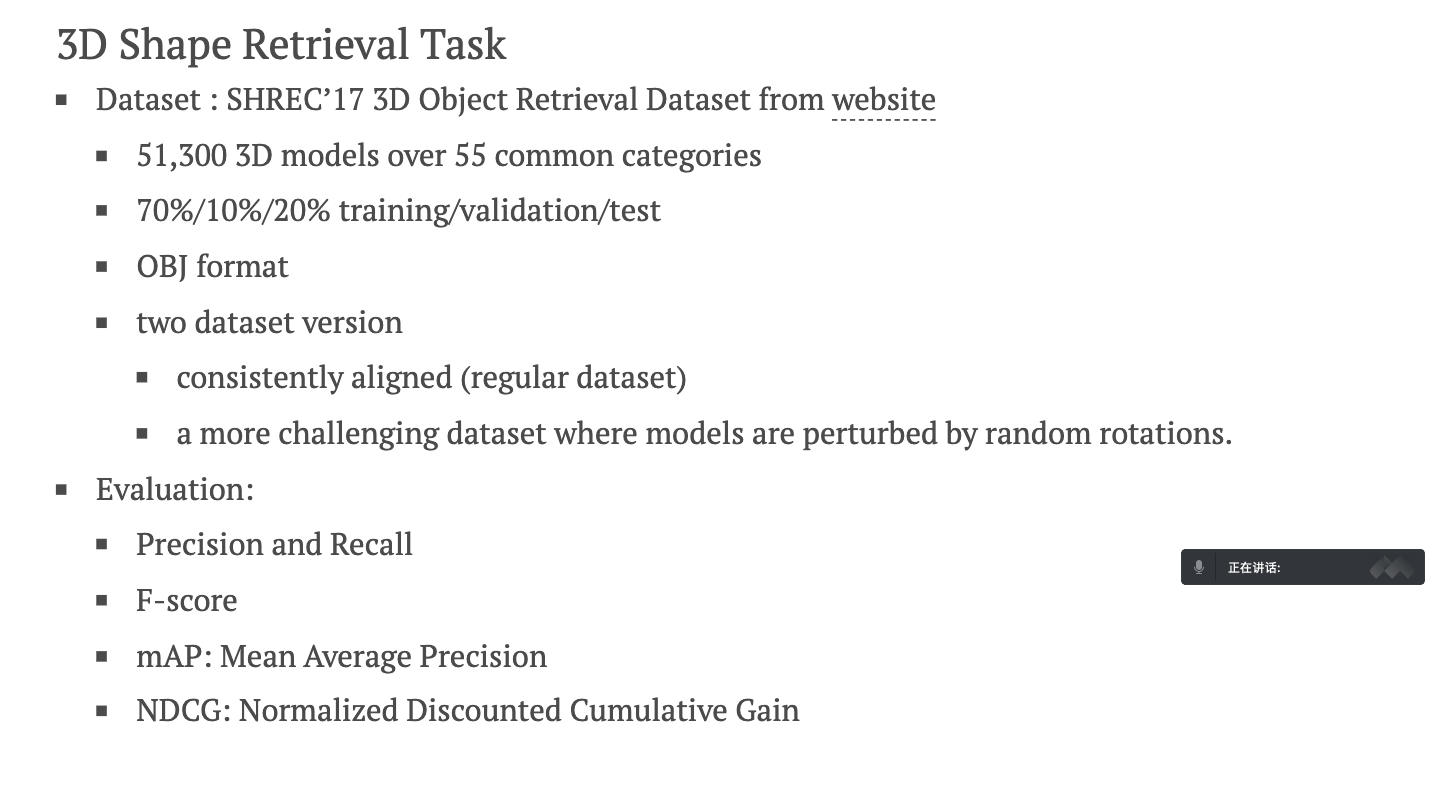 3D Shape Retrieval Task
Dataset : SHREC’17 3D Object Retrieval Dataset from website
51,300 3D models over 55 common categories
70%/10%/20% training/validation/test
OBJ format
two dataset version
consistently aligned (regular dataset)
a more challenging dataset where models are perturbed by random rotations.
Evaluation:
Precision and Recall
正在讲话:
F-score
mAP: Mean Average Precision
NDCG: Normalized Discounted Cumulative Gain